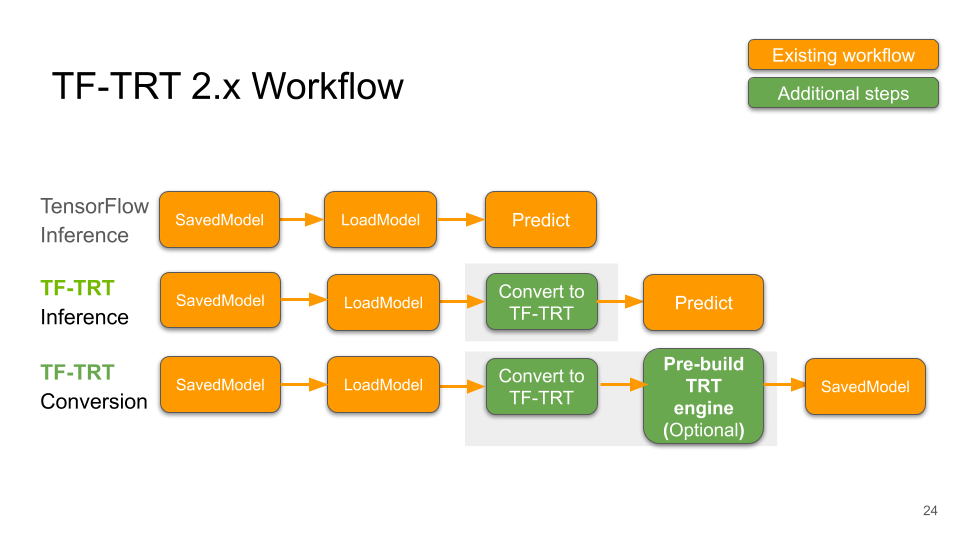 Existing workflow
TF-TRT 2.x Workflow
Additional steps
TensorFlow
Inference
SavedModel
LoadModel
Predict
TF-TRT
Inference
SavedModel
LoadModel
Convert to
TF-TRT
Predict
TF-TRT
Conversion
SavedModel
LoadModel
Convert to
TF-TRT
Pre-build
TRT
engine
(Optional)
SavedModel
24